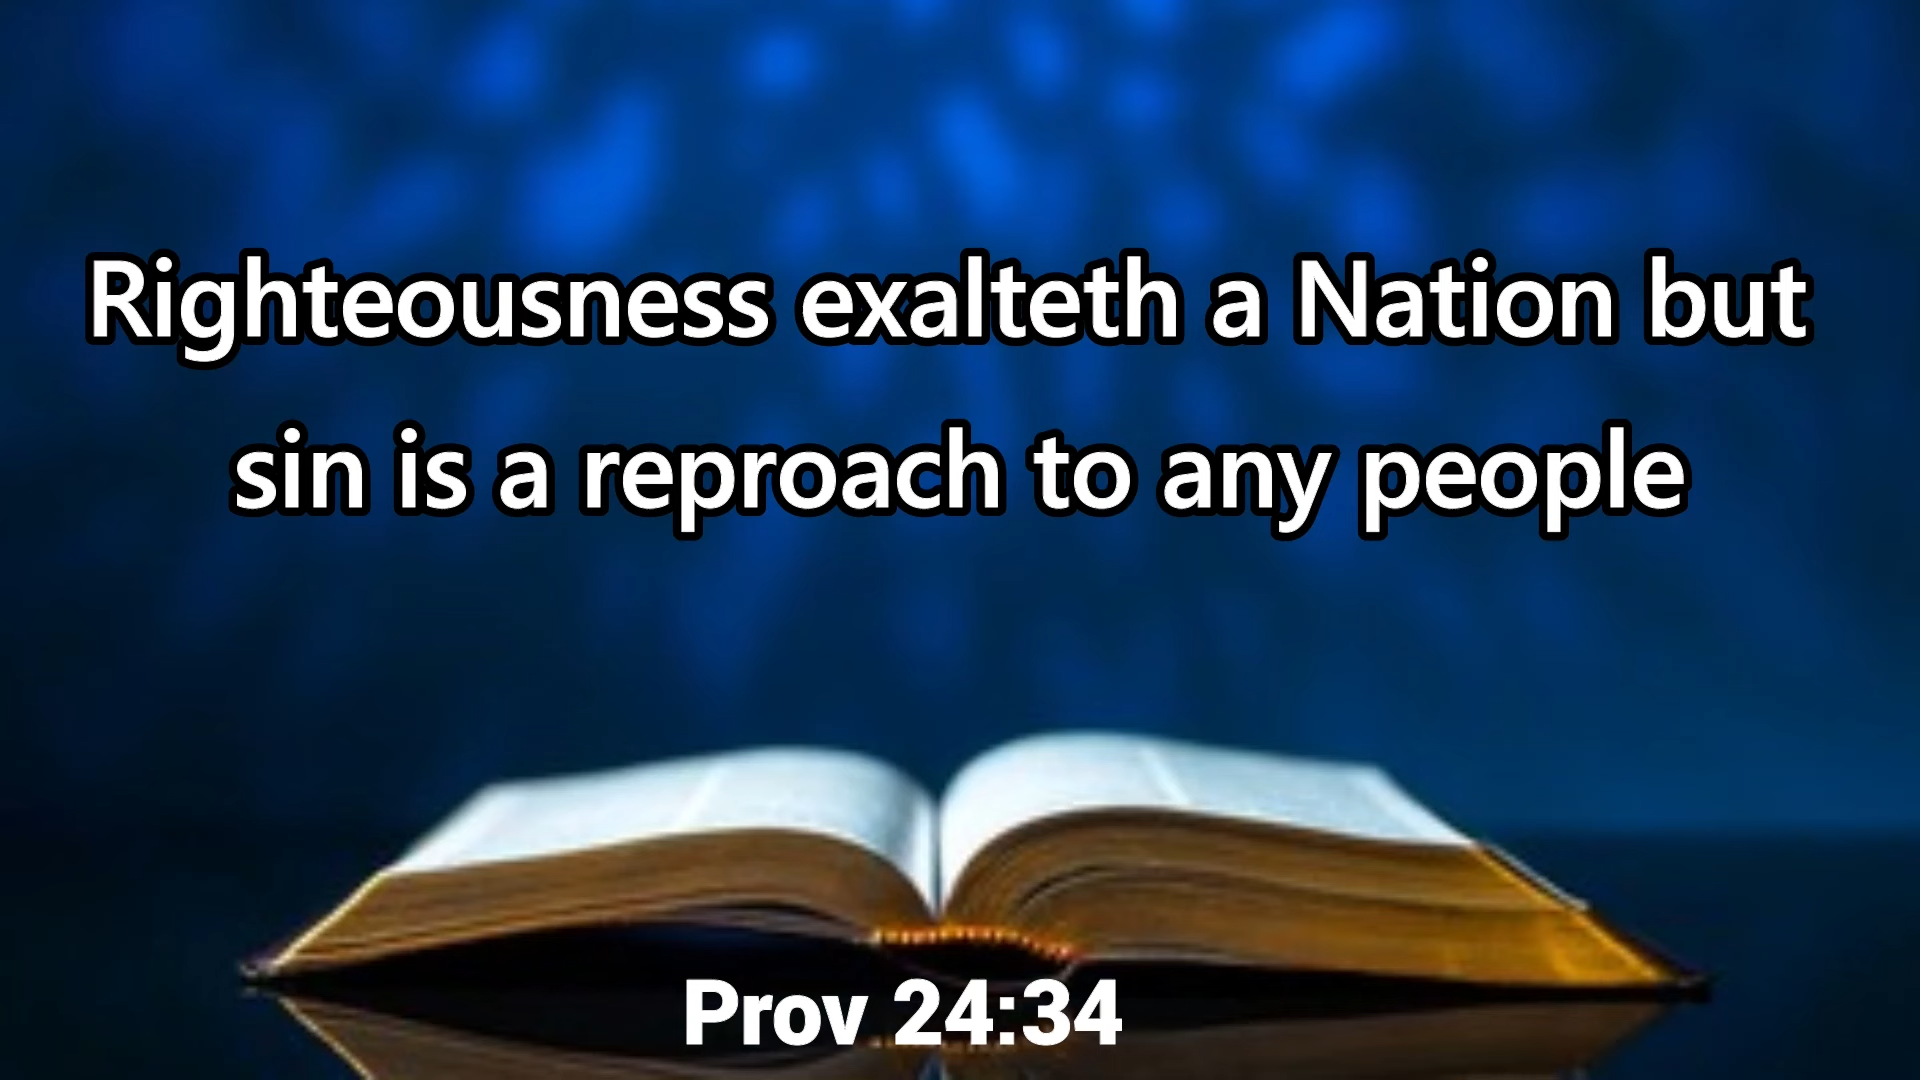 Righteousness exalteth a Nation but
sin is a reproach to any people
Prov 24:34